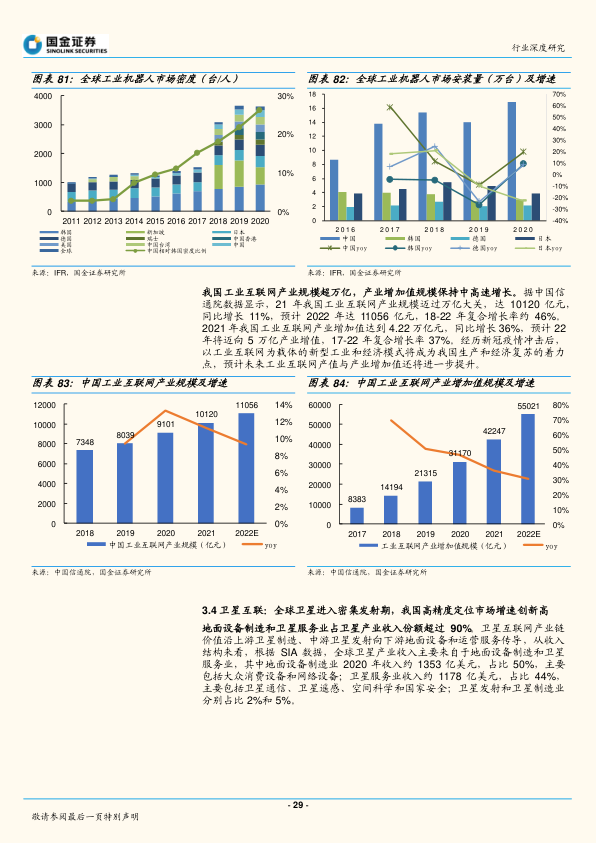 国金证券
SINOLINK SECURITIES
行业深度研究
图表 81：全球工业机器人市场密度（台/人）
4000
3000
2000
1000
0
30%
20%
10%
0%
2011 2012 2013 2014 2015 2016 2017 2018 2019 2020
韩国 新加坡 日本
德国 瑞士 中国香港
美国 中国台湾 中国
全球 中国相对韩国密度比例
来源：IFR，国金证券研究所
图表 82：全球工业机器人市场安装量（万台）及增速
18
16
14
12
10
8
6
4
2
0
70%
60%
50%
40%
30%
20%
10%
0%
-10%
-20%
-30%
-40%
2016 2017 2018 2019 2020
中国 韩国 德国 日本
中国yoy 韩国yoy 德国yoy 日本yoy
来源：IFR，国金证券研究所
我国工业互联网产业规模超万亿，产业增加值规模保持中高速增长。据中国信
通院数据显示，21 年我国工业互联网产业规模迈过万亿大关，达 10120 亿元，
同比增长 11%，预计 2022 年达 11056 亿元，18-22 年复合增长率约 46%。
2021 年我国工业互联网产业增加值达到 4.22 万亿元，同比增长 36%，预计 22
年将迈向 5 万亿产业增值，17-22 年复合增长率 37%。经历新冠疫情冲击后，
以工业互联网为载体的新型工业和经济模式将成为我国生产和经济复苏的着力
点，预计未来工业互联网产值与产业增加值还将进一步提升。
图表 83：中国工业互联网产业规模及增速
12000
10000
8000
6000
4000
2000
0
7348 8039 9101 10120 11056
14%
12%
10%
8%
6%
4%
2%
0%
2018 2019 2020 2021 2022E
中国工业互联网产业规模（亿元） yoy
来源：中国信通院，国金证券研究所
图表 84：中国工业互联网产业增加值规模及增速
60000
50000
40000
30000
20000
10000
0
8383 14194 21315 31170 42247 55021
80%
70%
60%
50%
40%
30%
20%
10%
0%
2017 2018 2019 2020 2021 2022E
工业互联网产业增加值规模（亿元） yoy
来源：中国信通院，国金证券研究所
3.4 卫星互联：全球卫星进入密集发射期，我国高精度定位市场增速创新高
地面设备制造和卫星服务业占卫星产业收入份额超过 90%。卫星互联网产业链
价值沿上游卫星制造、中游卫星发射向下游地面设备和运营服务传导，从收入
结构来看，根据 SIA 数据，全球卫星产业收入主要来自于地面设备制造和卫星
服务业，其中地面设备制造业 2020 年收入约 1353 亿美元，占比 50%，主要
包括大众消费设备和网络设备；卫星服务业收入约 1178 亿美元，占比 44%，
主要包括卫星通信、卫星遥感、空间科学和国家安全；卫星发射和卫星制造业
分别占比 2%和 5%。
- 29 -
敬请参阅最后一页特别声明